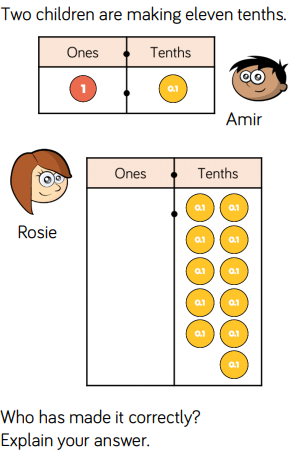 Two children are making eleven tenths.
Ones Tenths
1 0.1
Amir
Rosie
Ones Tenths
0.1 0.1
0.1 0.1
0.1 0.1
0.1 0.1
0.1 0.1
0.1
Who has made it correctly?
Explain your answer.